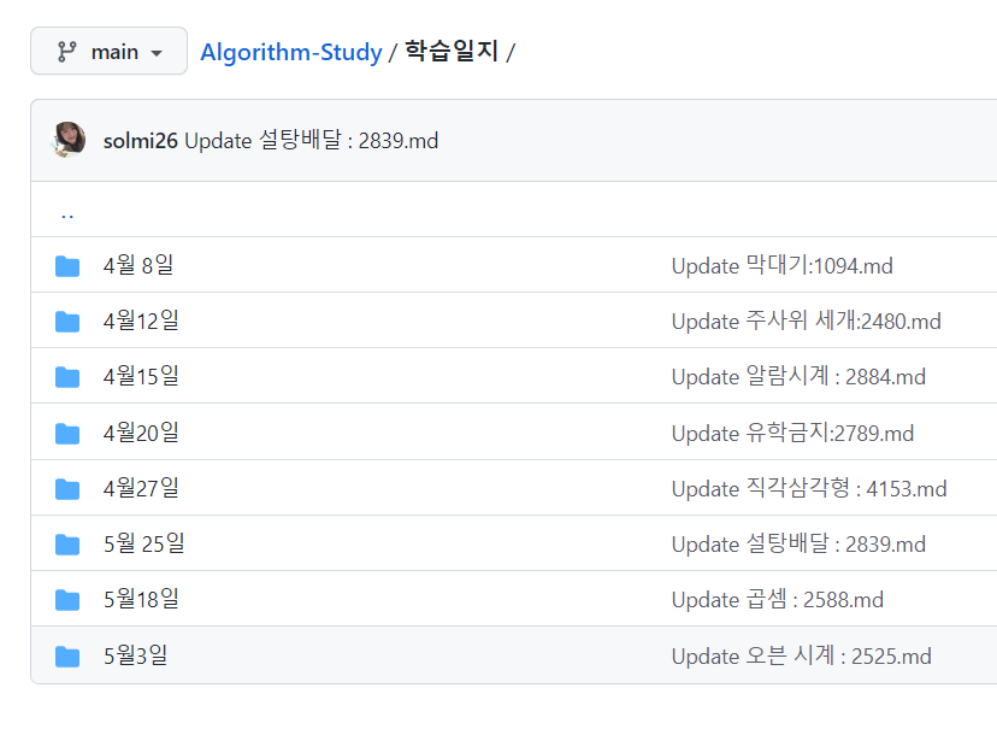 main Algorithm-Study / 학습일지 /
solmi26 Update 설탕배달 : 2839.md
..
4월 8일 Update 막대기:1094.md
4월12일 Update 주사위 세개:2480.md
4월15일 Update 알람시계 : 2884.md
4월20일 Update 유학금지:2789.md
4월27일 Update 직각삼각형 : 4153.md
5월 25일 Update 설탕배달 : 2839.md
5월18일 Update 곱셈 : 2588.md
5월3일 Update 오븐 시계 : 2525.md